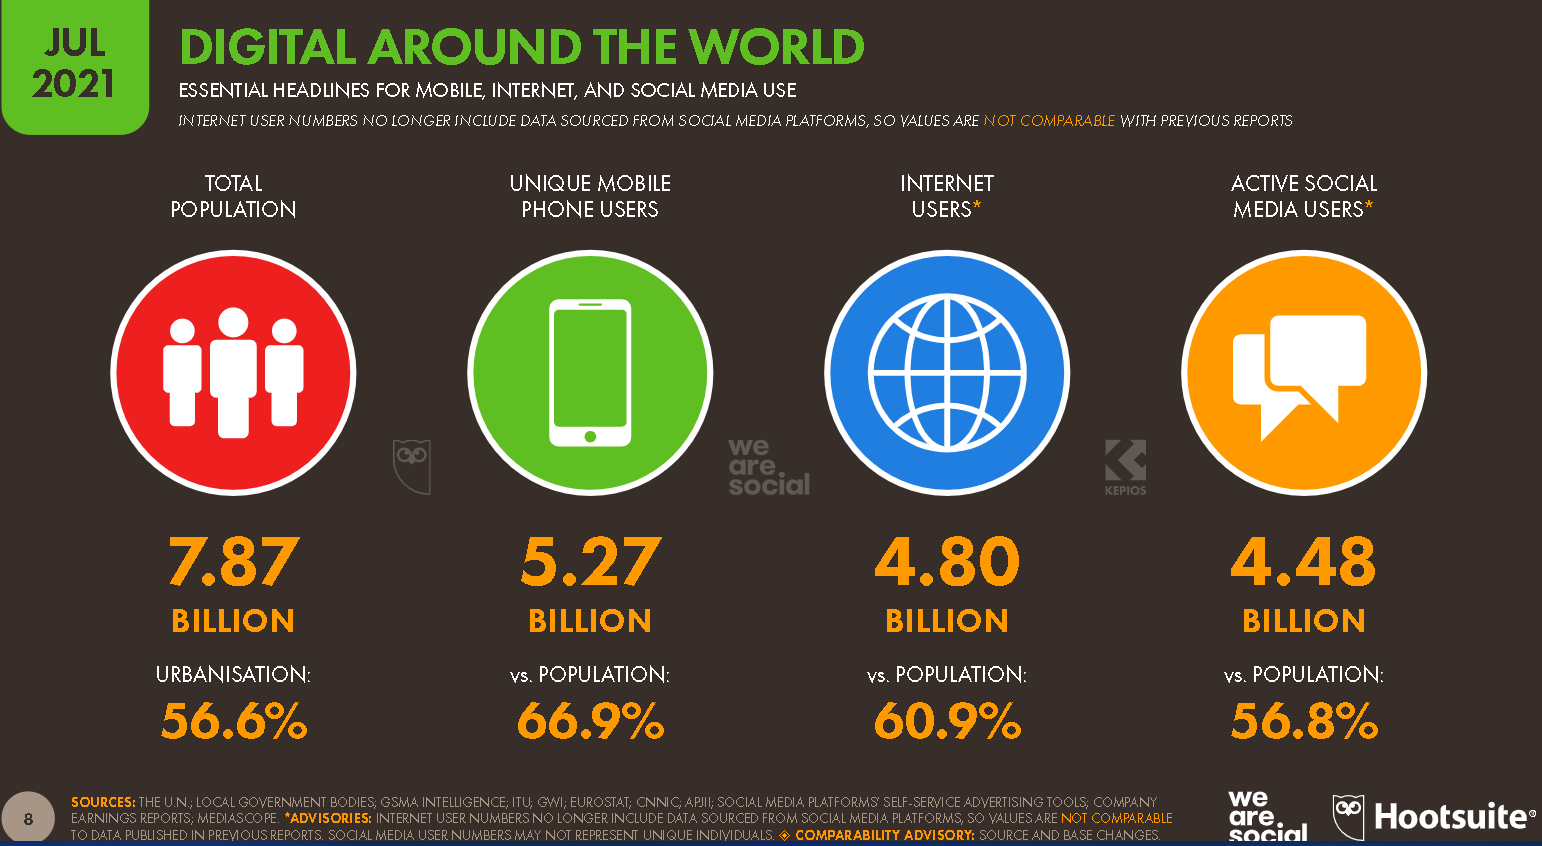 JUL
2021
DIGITAL AROUND THE WORLD
ESSENTIAL HEADLINES FOR MOBILE, INTERNET, AND SOCIAL MEDIA USE
INTERNET USER NUMBERS NO LONGER INCLUDE DATA SOURCED FROM SOCIAL MEDIA PLATFORMS, SO VALUES ARE NOT COMPARABLE WITH PREVIOUS REPORTS
TOTAL
POPULATION
7.87
BILLION
URBANISATION:
56.6%
UNIQUE MOBILE
PHONE USERS
5.27
BILLION
vs. POPULATION:
66.9%
INTERNET
USERS*
4.80
BILLION
vs. POPULATION:
60.9%
ACTIVE SOCIAL
MEDIA USERS*
4.48
BILLION
vs. POPULATION:
56.8%
we
are
social
KEPIOS
8
SOURCES: THE U.N.; LOCAL GOVERNMENT BODIES; GSMA INTELLIGENCE; ITU; GWI; EUROSTAT; CNNIC; APJII; SOCIAL MEDIA PLATFORMS' SELF-SERVICE ADVERTISING TOOLS; COMPANY
EARNINGS REPORTS; MEDIASCOPE. *ADVISORIES: INTERNET USER NUMBERS NO LONGER INCLUDE DATA SOURCED FROM SOCIAL MEDIA PLATFORMS, SO VALUES ARE NOT COMPARABLE
TO DATA PUBLISHED IN PREVIOUS REPORTS. SOCIAL MEDIA USER NUMBERS MAY NOT REPRESENT UNIQUE INDIVIDUALS. ◈ COMPARABILITY ADVISORY: SOURCE AND BASE CHANGES.
we
are
social
Hootsuite®